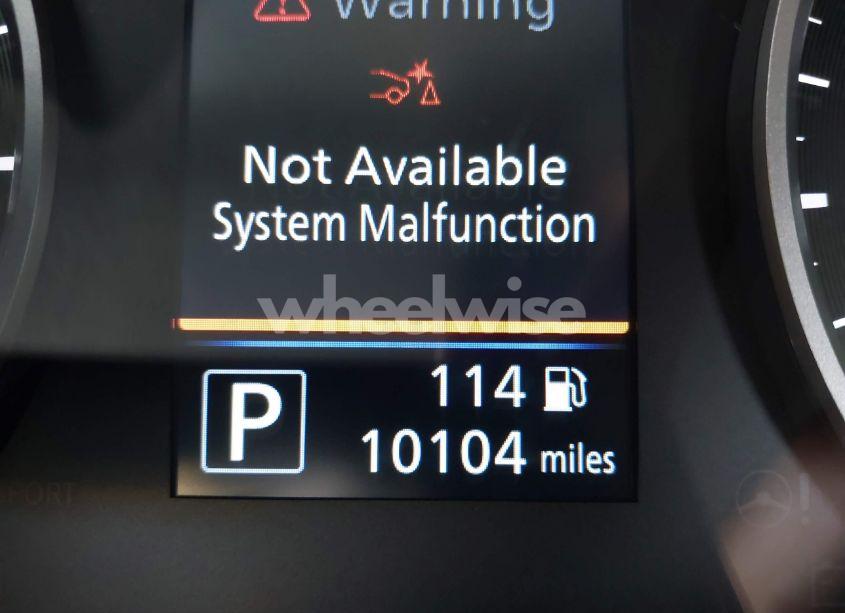 Warning
Not Available
System Malfunction
wheelwise
P
114
10104 miles